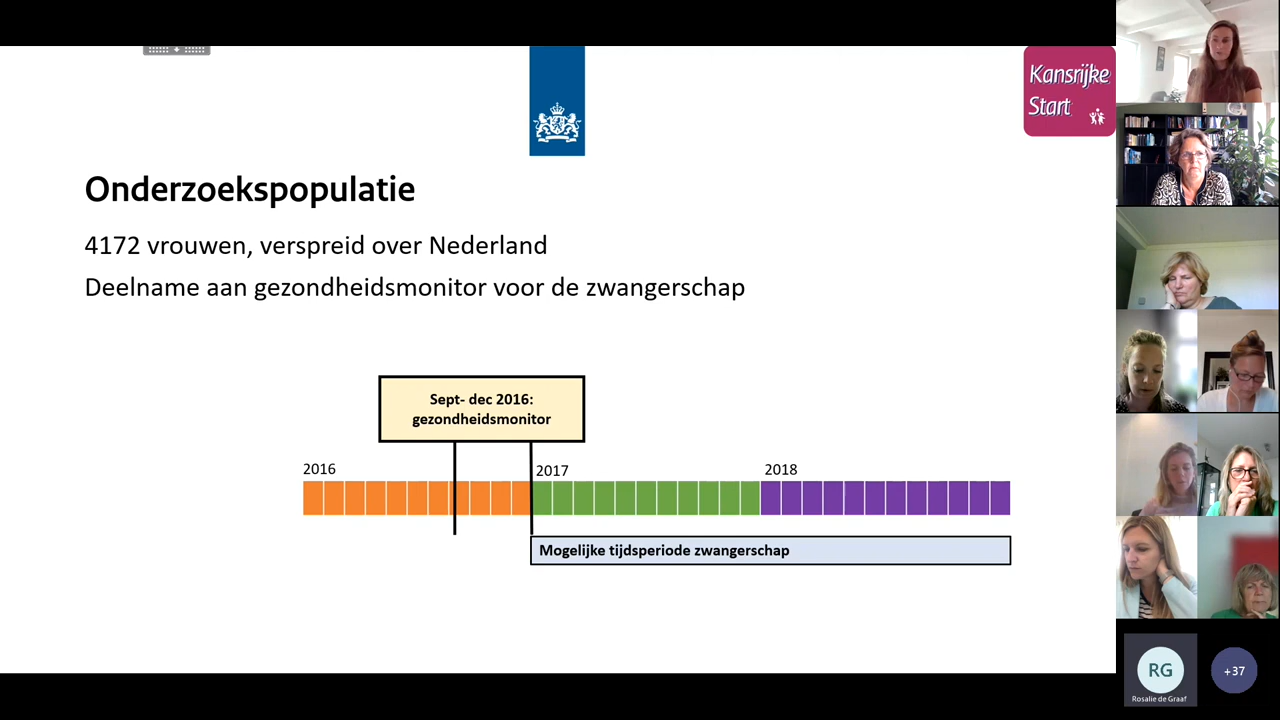 Kansrijke
Start
Onderzoekspopulatie
4172 vrouwen, verspreid over Nederland
Deelname aan gezondheidsmonitor voor de zwangerschap
Sept- dec 2016:
gezondheidsmonitor
2016
2017
2018
Mogelijke tijdsperiode zwangerschap
RG
+37
Rosalie de Graaf